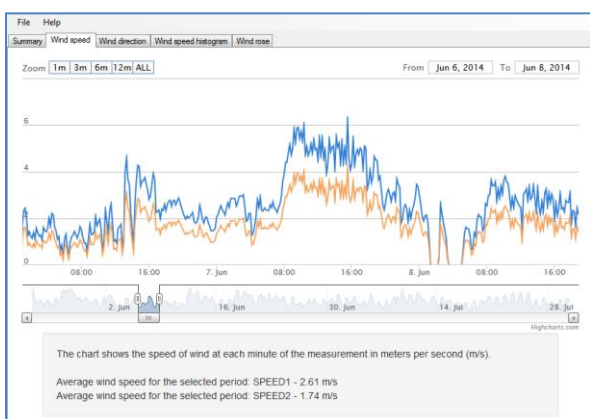 File Help
Summary Wind speed Wind direction Wind speed histogram Wind rose
Zoom 1m 3m 6m 12m ALL From Jun 6, 2014 To Jun 8, 2014
6
4
2
0
08:00 16:00 7. Jun 08:00 16:00 8. Jun 08:00 16:00
2. Jun 16. Jun 30. Jun 14. Jul 28. Jul
Highcharts.com
The chart shows the speed of wind at each minute of the measurement in meters per second (m/s).
Average wind speed for the selected period: SPEED1 - 2.61 m/s
Average wind speed for the selected period: SPEED2 - 1.74 m/s